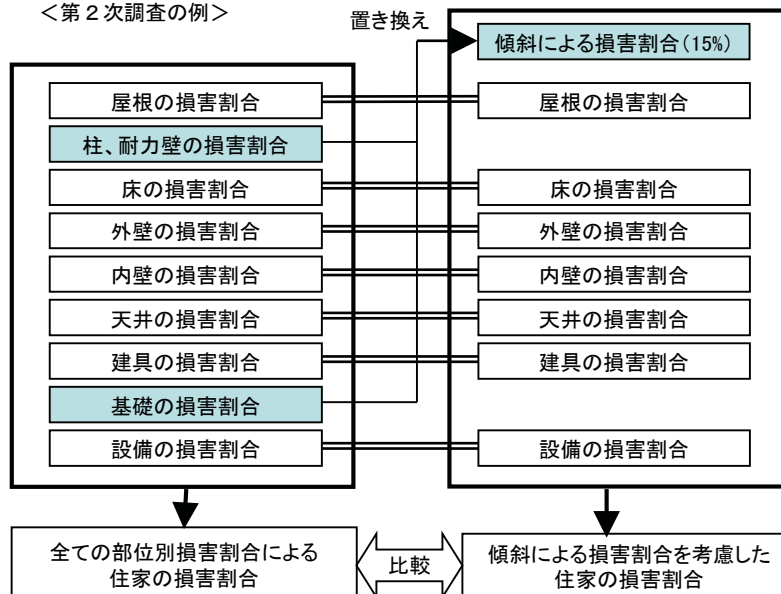 ＜第２次調査の例＞
置き換え
傾斜による損害割合(15%)
屋根の損害割合
柱、耐力壁の損害割合
床の損害割合
外壁の損害割合
内壁の損害割合
天井の損害割合
建具の損害割合
基礎の損害割合
設備の損害割合
屋根の損害割合
床の損害割合
外壁の損害割合
内壁の損害割合
天井の損害割合
建具の損害割合
設備の損害割合
全ての部位別損害割合による
住家の損害割合
比較
傾斜による損害割合を考慮した
住家の損害割合